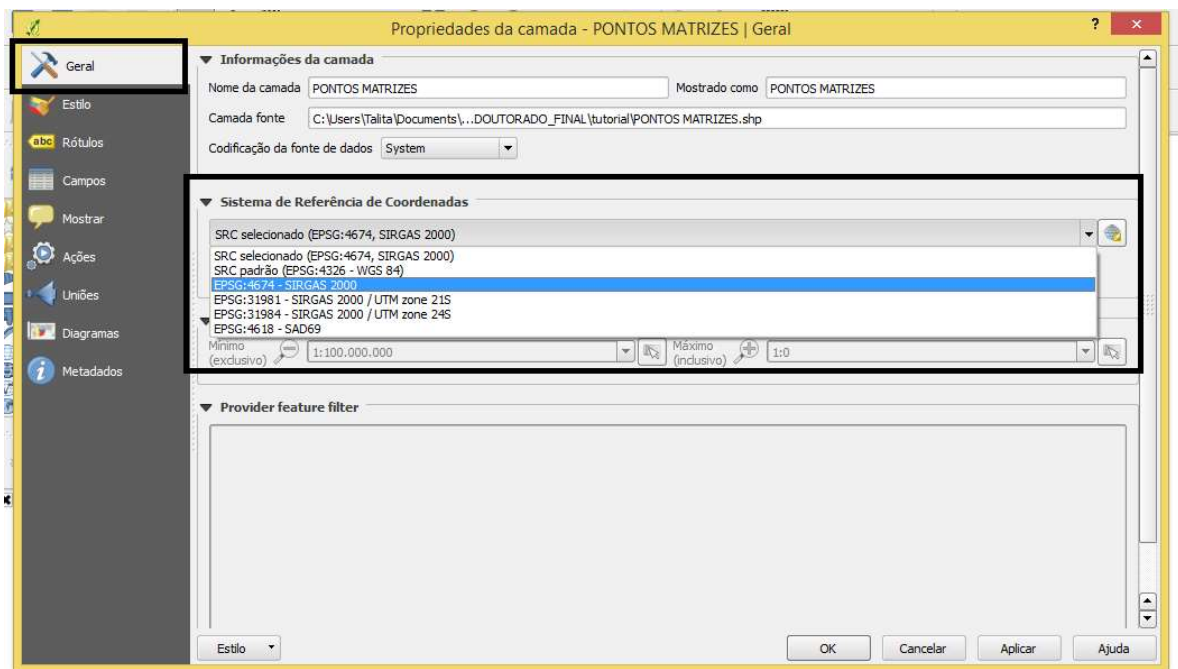 Propriedades da camada - PONTOS MATRIZES | Geral
?
×
Geral
Estilo
abc Rótulos
Campos
Mostrar
Ações
Uniões
Diagramas
Metadados
Informações da camada
Nome da camada PONTOS MATRIZES Mostrado como PONTOS MATRIZES
Camada fonte C:\Users\Talita\Documents\...DOUTORADO_FINAL\tutorial\PONTOS MATRIZES.shp
Codificação da fonte de dados System
Sistema de Referência de Coordenadas
SRC selecionado (EPSG:4674, SIRGAS 2000)
SRC selecionado (EPSG:4674, SIRGAS 2000)
SRC padrão (EPSG:4326 - WGS 84)
EPSG:4674 - SIRGAS 2000
EPSG:31981 - SIRGAS 2000 / UTM zone 21S
EPSG:31984 - SIRGAS 2000 / UTM zone 24S
EPSG:4618 - SAD69
Mínimo
(exclusivo) 1:100.000.000
Máximo
(inclusivo) 1:0
Provider feature filter
Estilo
OK Cancelar Aplicar Ajuda